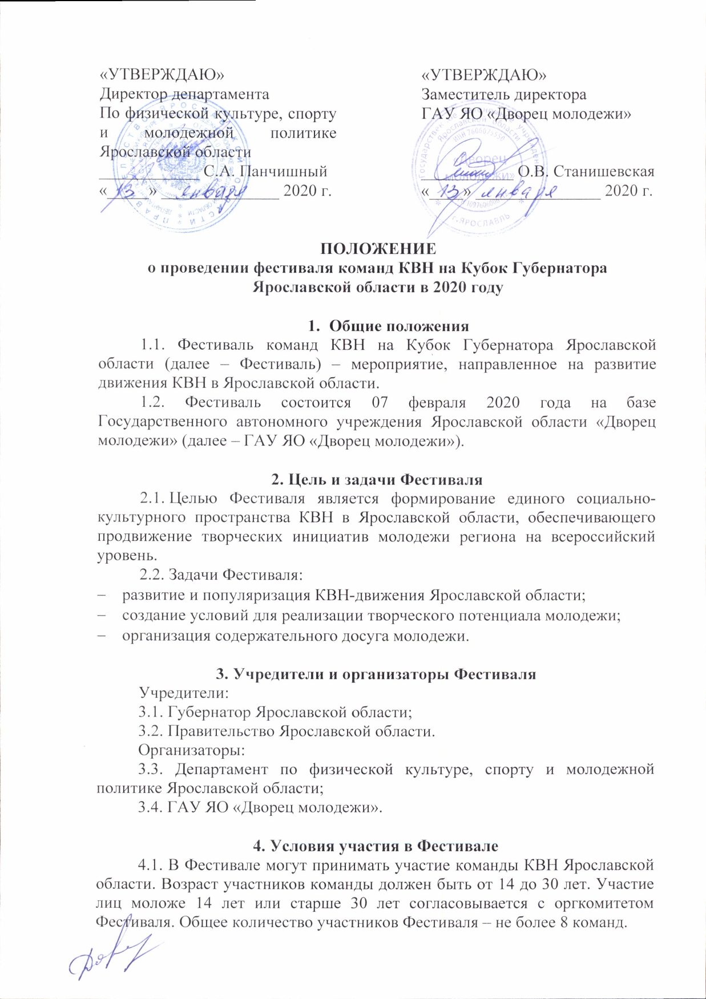 «УТВЕРЖДАЮ»
Директор департамента
По физической культуре, спорту
и молодежной политике
Ярославской области
____________ С.А. Панчишный
«13» января 2020 г.
«УТВЕРЖДАЮ»
Заместитель директора
ГАУ ЯО «Дворец молодежи»
____________ О.В. Станишевская
«13» января 2020 г.
Ярославской области
ИНН 7606075550
Дворец
молодежи»
г.ЯРОСЛАВЛЬ
ПОЛОЖЕНИЕ
о проведении фестиваля команд КВН на Кубок Губернатора
Ярославской области в 2020 году
1. Общие положения
1.1. Фестиваль команд КВН на Кубок Губернатора Ярославской
области (далее – Фестиваль) – мероприятие, направленное на развитие
движения КВН в Ярославской области.
1.2. Фестиваль состоится 07 февраля 2020 года на базе
Государственного автономного учреждения Ярославской области «Дворец
молодежи» (далее – ГАУ ЯО «Дворец молодежи»).
2. Цель и задачи Фестиваля
2.1. Целью Фестиваля является формирование единого социально-
культурного пространства КВН в Ярославской области, обеспечивающего
продвижение творческих инициатив молодежи региона на всероссийский
уровень.
2.2. Задачи Фестиваля:
– развитие и популяризация КВН-движения Ярославской области;
– создание условий для реализации творческого потенциала молодежи;
– организация содержательного досуга молодежи.
3. Учредители и организаторы Фестиваля
Учредители:
3.1. Губернатор Ярославской области;
3.2. Правительство Ярославской области.
Организаторы:
3.3. Департамент по физической культуре, спорту и молодежной
политике Ярославской области;
3.4. ГАУ ЯО «Дворец молодежи».
4. Условия участия в Фестивале
4.1. В Фестивале могут принимать участие команды КВН Ярославской
области. Возраст участников команды должен быть от 14 до 30 лет. Участие
лиц моложе 14 лет или старше 30 лет согласовывается с оргкомитетом
Фестиваля. Общее количество участников Фестиваля – не более 8 команд.